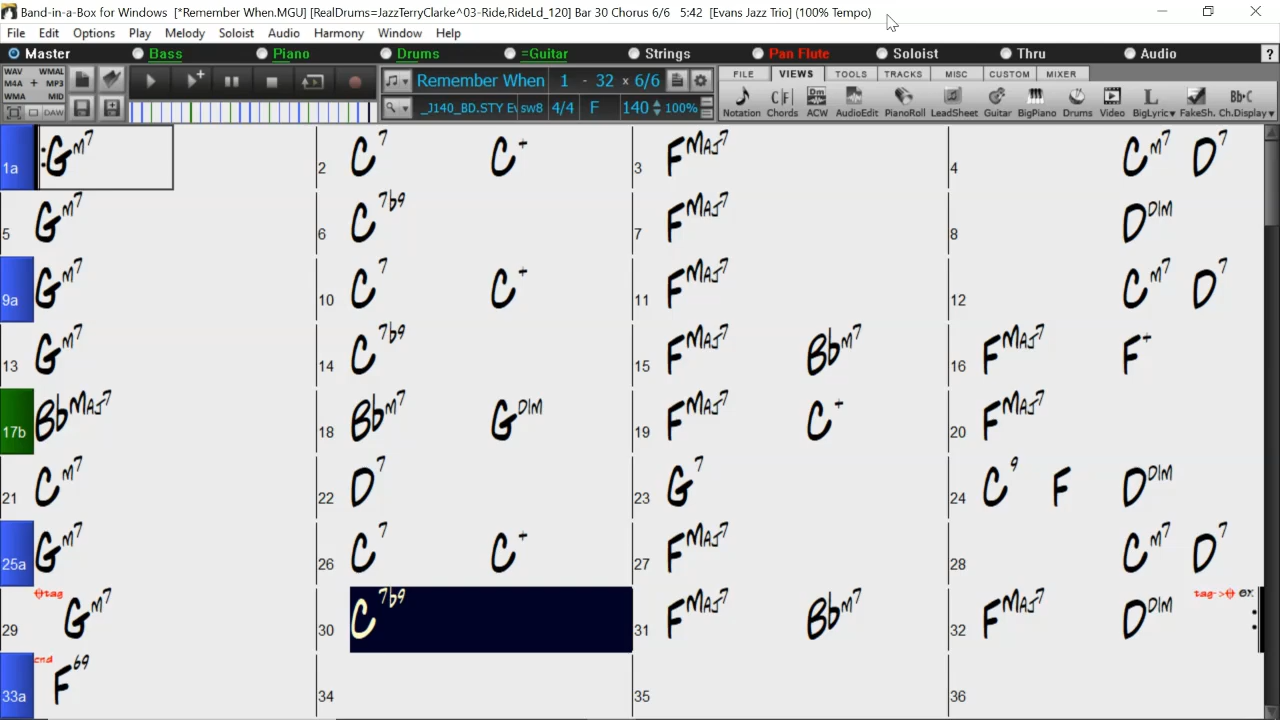 Band-in-a-Box for Windows [*Remember When.MGU] [RealDrums=JazzTerryClarke^03-Ride,RideLd_120] Bar 30 Chorus 6/6 5:42 [Evans Jazz Trio] (100% Tempo)
File Edit Options Play Melody Soloist Audio Harmony Window Help
Master Bass Piano Drums =Guitar Strings Pan Flute Soloist Thru Audio ?
WAV WMAL
M4A + MP3
WMA MID
DAW
Remember When 1 - 32 x 6/6
_J140_BD.STY Ev sw8 4/4 F 140 100%
FILE VIEWS TOOLS TRACKS MISC CUSTOM MIXER
Notation Chords ACW AudioEdit PianoRoll LeadSheet Guitar BigPiano Drums Video BigLyric FakeSh. Ch.Display
1a :Gm7 2 C7 C+ 3 FMAJ7 4 Cm7 D7
5 Gm7 6 C7b9 7 FMAJ7 8 DDIM
9a Gm7 10 C7 C+ 11 FMAJ7 12 Cm7 D7
13 Gm7 14 C7b9 15 FMAJ7 Bbm7 16 FMAJ7 F+
17b BbMAJ7 18 Bbm7 GDIM 19 FMAJ7 C+ 20 FMAJ7
21 Cm7 22 D7 23 G7 24 C9 F DDIM
25a Gm7 26 C7 C+ 27 FMAJ7 28 Cm7 D7
tag tag->
29 Gm7 30 C7b9 31 FMAJ7 Bbm7 32 FMAJ7 DDIM :
end
33a F69 34 35 36